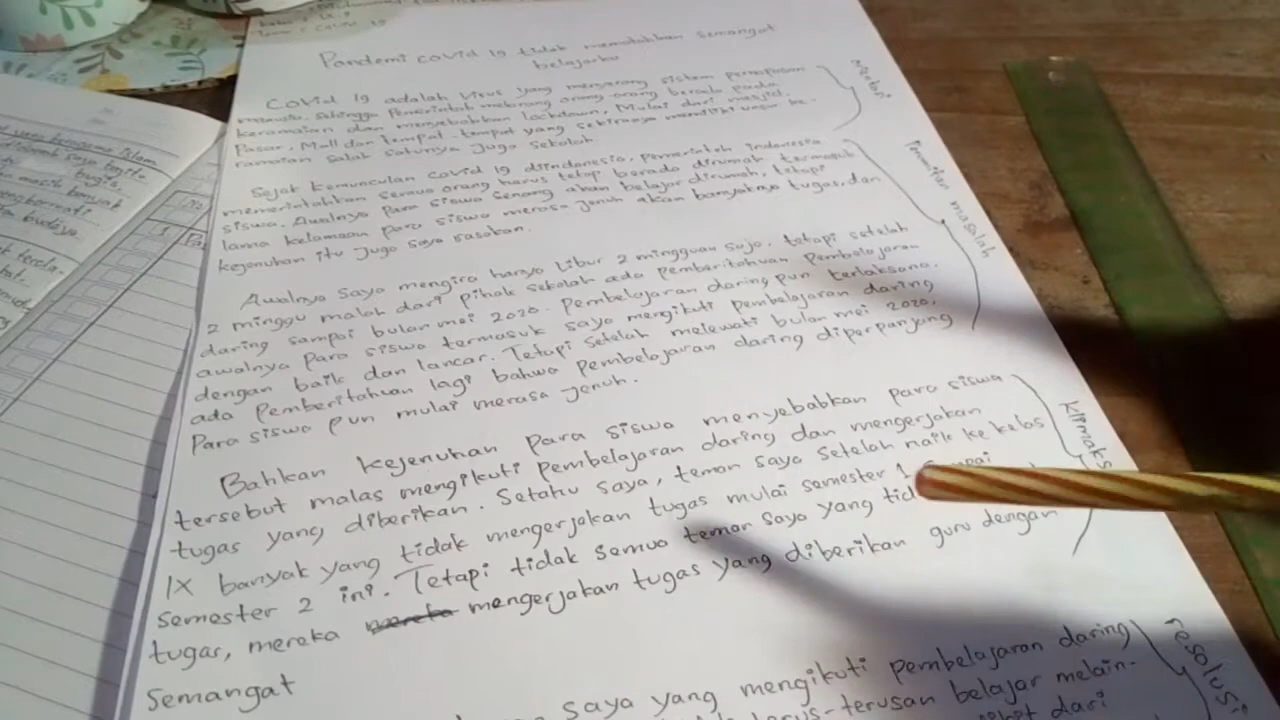 Pandemi covid 19 tidak mematahkan semangat
belajarku
Covid 19 adalah virus yang menyerang sistem pernapasan
manusia, sehingga Pemerintah melarang orang-orang berada pada
keramaian dan menyebabkan lockdown. Mulai dari masjid,
Pasar, Mall dan tempat-tempat yang sekiranya memiliki unsur ke-
ramaian salah satunya juga sekolah
Sejak kemunculan covid 19 diindonesia, pemerintah indonesia
memerintahkan semua orang harus tetap berada dirumah termasuk
siswa. Awalnya para siswa senang akan belajar dirumah, tetapi
lama kelamaan para siswa merasa jenuh akan banyaknya tugas, dan
kejenuhan itu juga saya rasakan.
Awalnya saya mengira hanya libur 2 mingguan saja, tetapi setelah
2 minggu malah dari pihak sekolah ada pemberitahuan pembelajaran
daring sampai bulan mei 2020. Pembelajaran daring pun terlaksana.
awalnya para siswa termasuk saya mengikuti pembelajaran daring
dengan baik dan lancar. Tetapi setelah melewati bulan mei 2020,
ada pemberitahuan lagi bahwa pembelajaran daring diperpanjang
Para siswa pun mulai merasa jenuh.
Bahkan kejenuhan para siswa menyebabkan para siswa
tersebut malas mengikuti pembelajaran daring dan mengerjakan
tugas yang diberikan. Setahu saya, teman saya setelah naik ke kelas
IX banyak yang tidak mengerjakan tugas mulai samester 1
semester 2 ini. Tetapi tidak semua teman saya yang
tugas, mereka mengerjakan tugas yang diberikan guru dengan
Semangat
saya yang mengikuti pembelajaran daring
terus-terusan belajar melain-
dari
Klimaks
resolusi
masalah